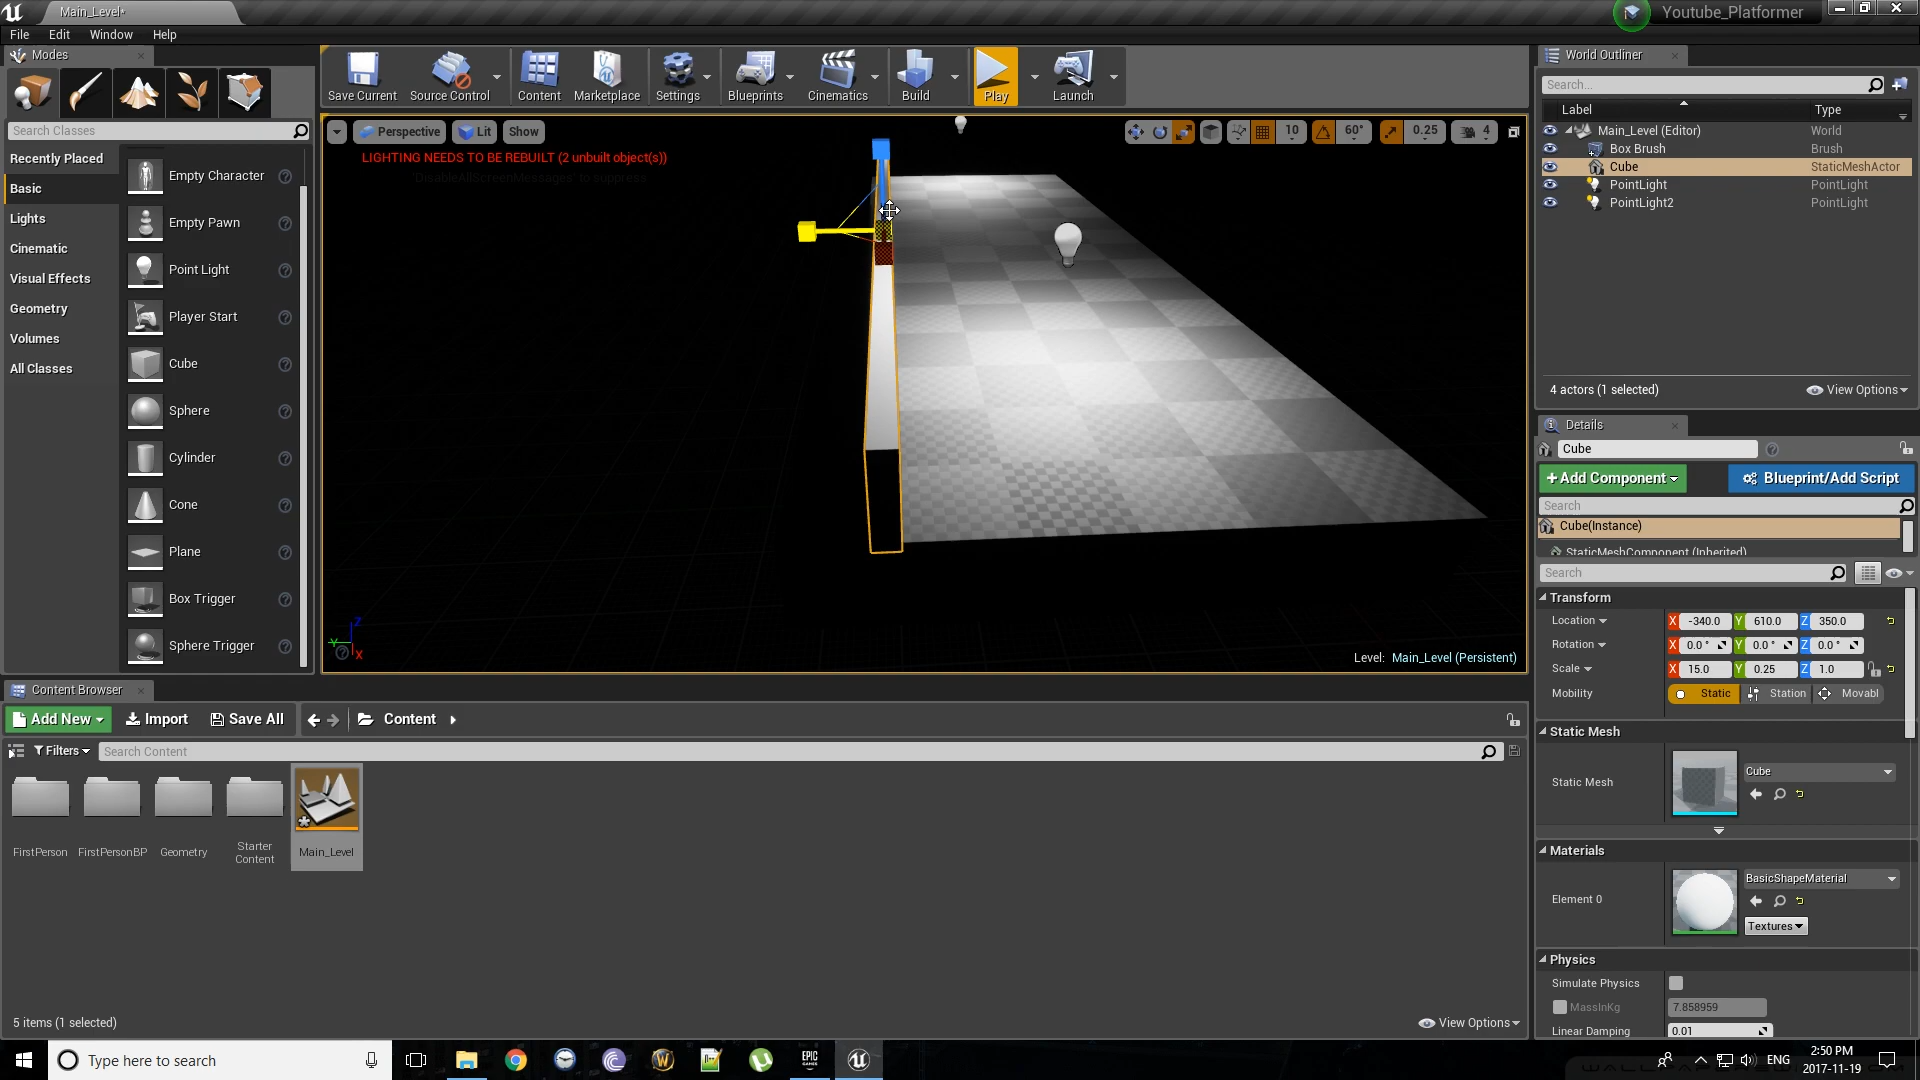 Main_Level*
Youtube_Platformer
File Edit Window Help
Modes
Search Classes
Recently Placed
Basic
Lights
Cinematic
Visual Effects
Geometry
Volumes
All Classes
Empty Character
Empty Pawn
Point Light
Player Start
Cube
Sphere
Cylinder
Cone
Plane
Box Trigger
Sphere Trigger
Save Current Source Control Content Marketplace Settings Blueprints Cinematics Build Play Launch
Perspective Lit Show
10 60° 0.25 4
LIGHTING NEEDS TO BE REBUILT (2 unbuilt object(s))
'DisableAllScreenMessages' to suppress
Z
Y
X
Level: Main_Level (Persistent)
World Outliner
Search...
Label Type
Main_Level (Editor) World
Box Brush Brush
Cube StaticMeshActor
PointLight PointLight
PointLight2 PointLight
4 actors (1 selected) View Options
Details
Cube
+Add Component Blueprint/Add Script
Search
Cube(Instance)
StaticMeshComponent (Inherited)
Search
Transform
Location X -340.0 Y 610.0 Z 350.0
Rotation X 0.0 ° Y 0.0 ° Z 0.0 °
Scale X 15.0 Y 0.25 Z 1.0
Mobility Static Station Movabl
Static Mesh
Static Mesh Cube
Materials
Element 0 BasicShapeMaterial
Textures
Physics
Simulate Physics
MassInKg 7.858959
Linear Damping 0.01
Content Browser
Add New Import Save All Content
Filters Search Content
FirstPerson FirstPersonBP Geometry Starter Content Main_Level
5 items (1 selected) View Options
Type here to search
EPIC GAMES
ENG
2:50 PM
2017-11-19